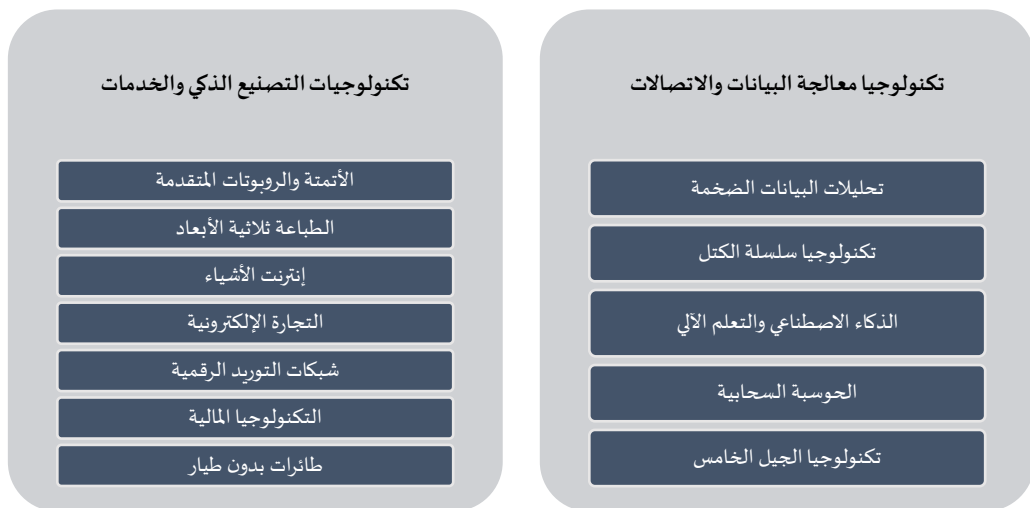 تكنولوجيا معالجة البيانات والاتصالات
تحليلات البيانات الضخمة
تكنولوجيا سلسلة الكتل
الذكاء الاصطناعي والتعلم الآلي
الحوسبة السحابية
تكنولوجيا الجيل الخامس
تكنولوجيات التصنيع الذكي والخدمات
الأتمتة والروبوتات المتقدمة
الطباعة ثلاثية الأبعاد
إنترنت الأشياء
التجارة الإلكترونية
شبكات التوريد الرقمية
التكنولوجيا المالية
طائرات بدون طيار